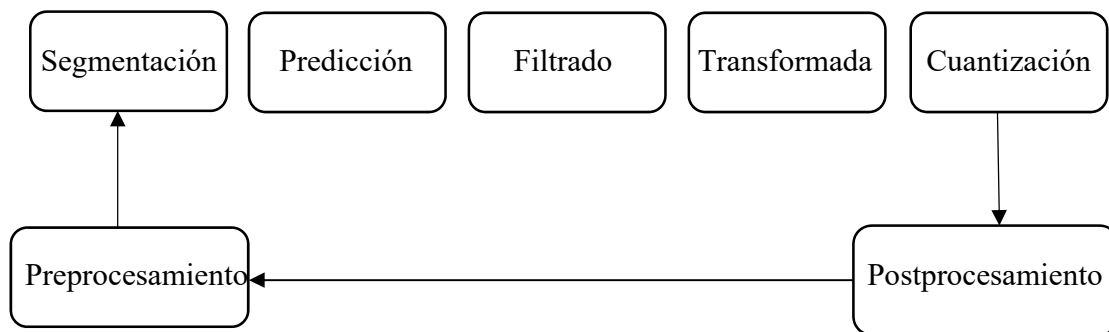 Segmentación
Predicción
Filtrado
Transformada
Cuantización
Preprocesamiento
Postprocesamiento